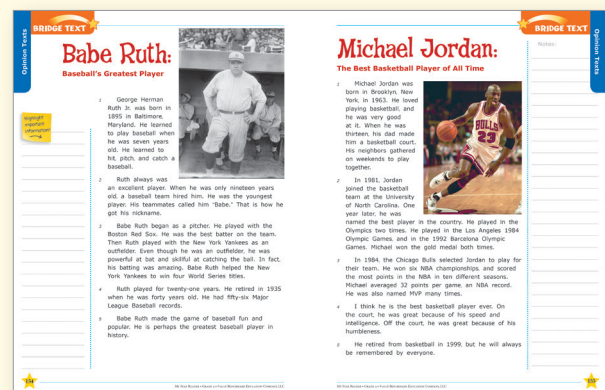 BRIDGE TEXT
Opinion Texts
Babe Ruth:
Baseball's Greatest Player
Highlight
important
information!
1 George Herman
Ruth Jr. was born in
1895 in Baltimore,
Maryland. He learned
to play baseball when
he was seven years
old. He learned to
hit, pitch, and catch a
baseball.
2 Ruth always was
an excellent player. When he was only nineteen years
old, a baseball team hired him. He was the youngest
player. His teammates called him "Babe." That is how he
got his nickname.
3 Babe Ruth began as a pitcher. He played with the
Boston Red Sox. He was the best batter on the team.
Then Ruth played with the New York Yankees as an
outfielder. Even though he was an outfielder, he was
powerful at bat and skillful at catching the ball. In fact,
his batting was amazing. Babe Ruth helped the New
York Yankees to win four World Series titles.
4 Ruth played for twenty-one years. He retired in 1935
when he was forty years old. He had fifty-six Major
League Baseball records.
5 Babe Ruth made the game of baseball fun and
popular. He is perhaps the greatest baseball player in
history.
154
BRIDGE TEXT
Opinion Texts
Notes:
Michael Jordan:
The Best Basketball Player of All Time
1 Michael Jordan was
born in Brooklyn, New
York, in 1963. He loved
playing basketball, and
he was very good
at it. When he was
thirteen, his dad made
him a basketball court.
His neighbors gathered
on weekends to play
together.
2 In 1981, Jordan
joined the basketball
team at the University
of North Carolina. One
year later, he was
named the best player in the country. He played in the
Olympics two times. He played in the Los Angeles 1984
Olympic Games, and in the 1992 Barcelona Olympic
Games. Michael won the gold medal both times.
3 In 1984, the Chicago Bulls selected Jordan to play for
their team. He won six NBA championships, and scored
the most points in the NBA in ten different seasons.
Michael averaged 32 points per game, an NBA record.
He was also named MVP many times.
4 I think he is the best basketball player ever. On
the court, he was great because of his speed and
intelligence. Off the court, he was great because of his
humbleness.
5 He retired from basketball in 1999, but he will always
be remembered by everyone.
BULLS
23
155